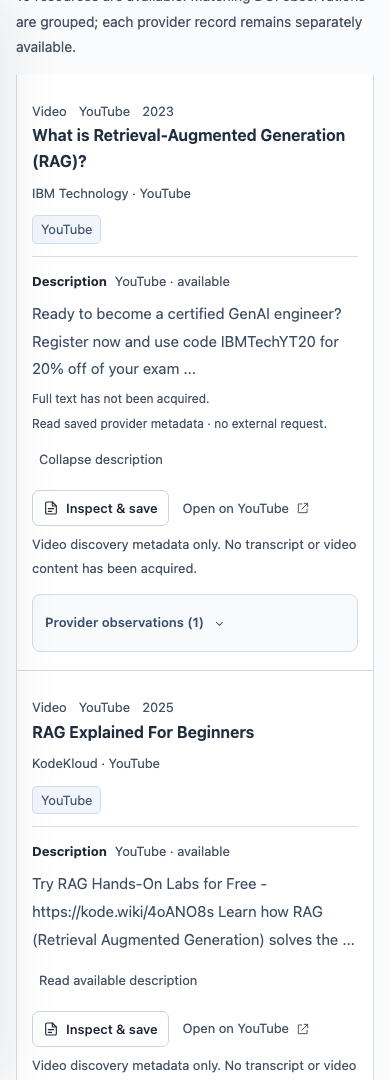 are grouped; each provider record remains separately
available.
Video YouTube 2023
What is Retrieval-Augmented Generation
(RAG)?
IBM Technology · YouTube
YouTube
Description YouTube · available
Ready to become a certified GenAI engineer?
Register now and use code IBMTechYT20 for
20% off of your exam ...
Full text has not been acquired.
Read saved provider metadata · no external request.
Collapse description
Inspect & save Open on YouTube
Video discovery metadata only. No transcript or video
content has been acquired.
Provider observations (1)
Video YouTube 2025
RAG Explained For Beginners
KodeKloud · YouTube
YouTube
Description YouTube · available
Try RAG Hands-On Labs for Free -
https://kode.wiki/4oANO8s Learn how RAG
(Retrieval Augmented Generation) solves the ...
Read available description
Inspect & save Open on YouTube
Video discovery metadata only. No transcript or video